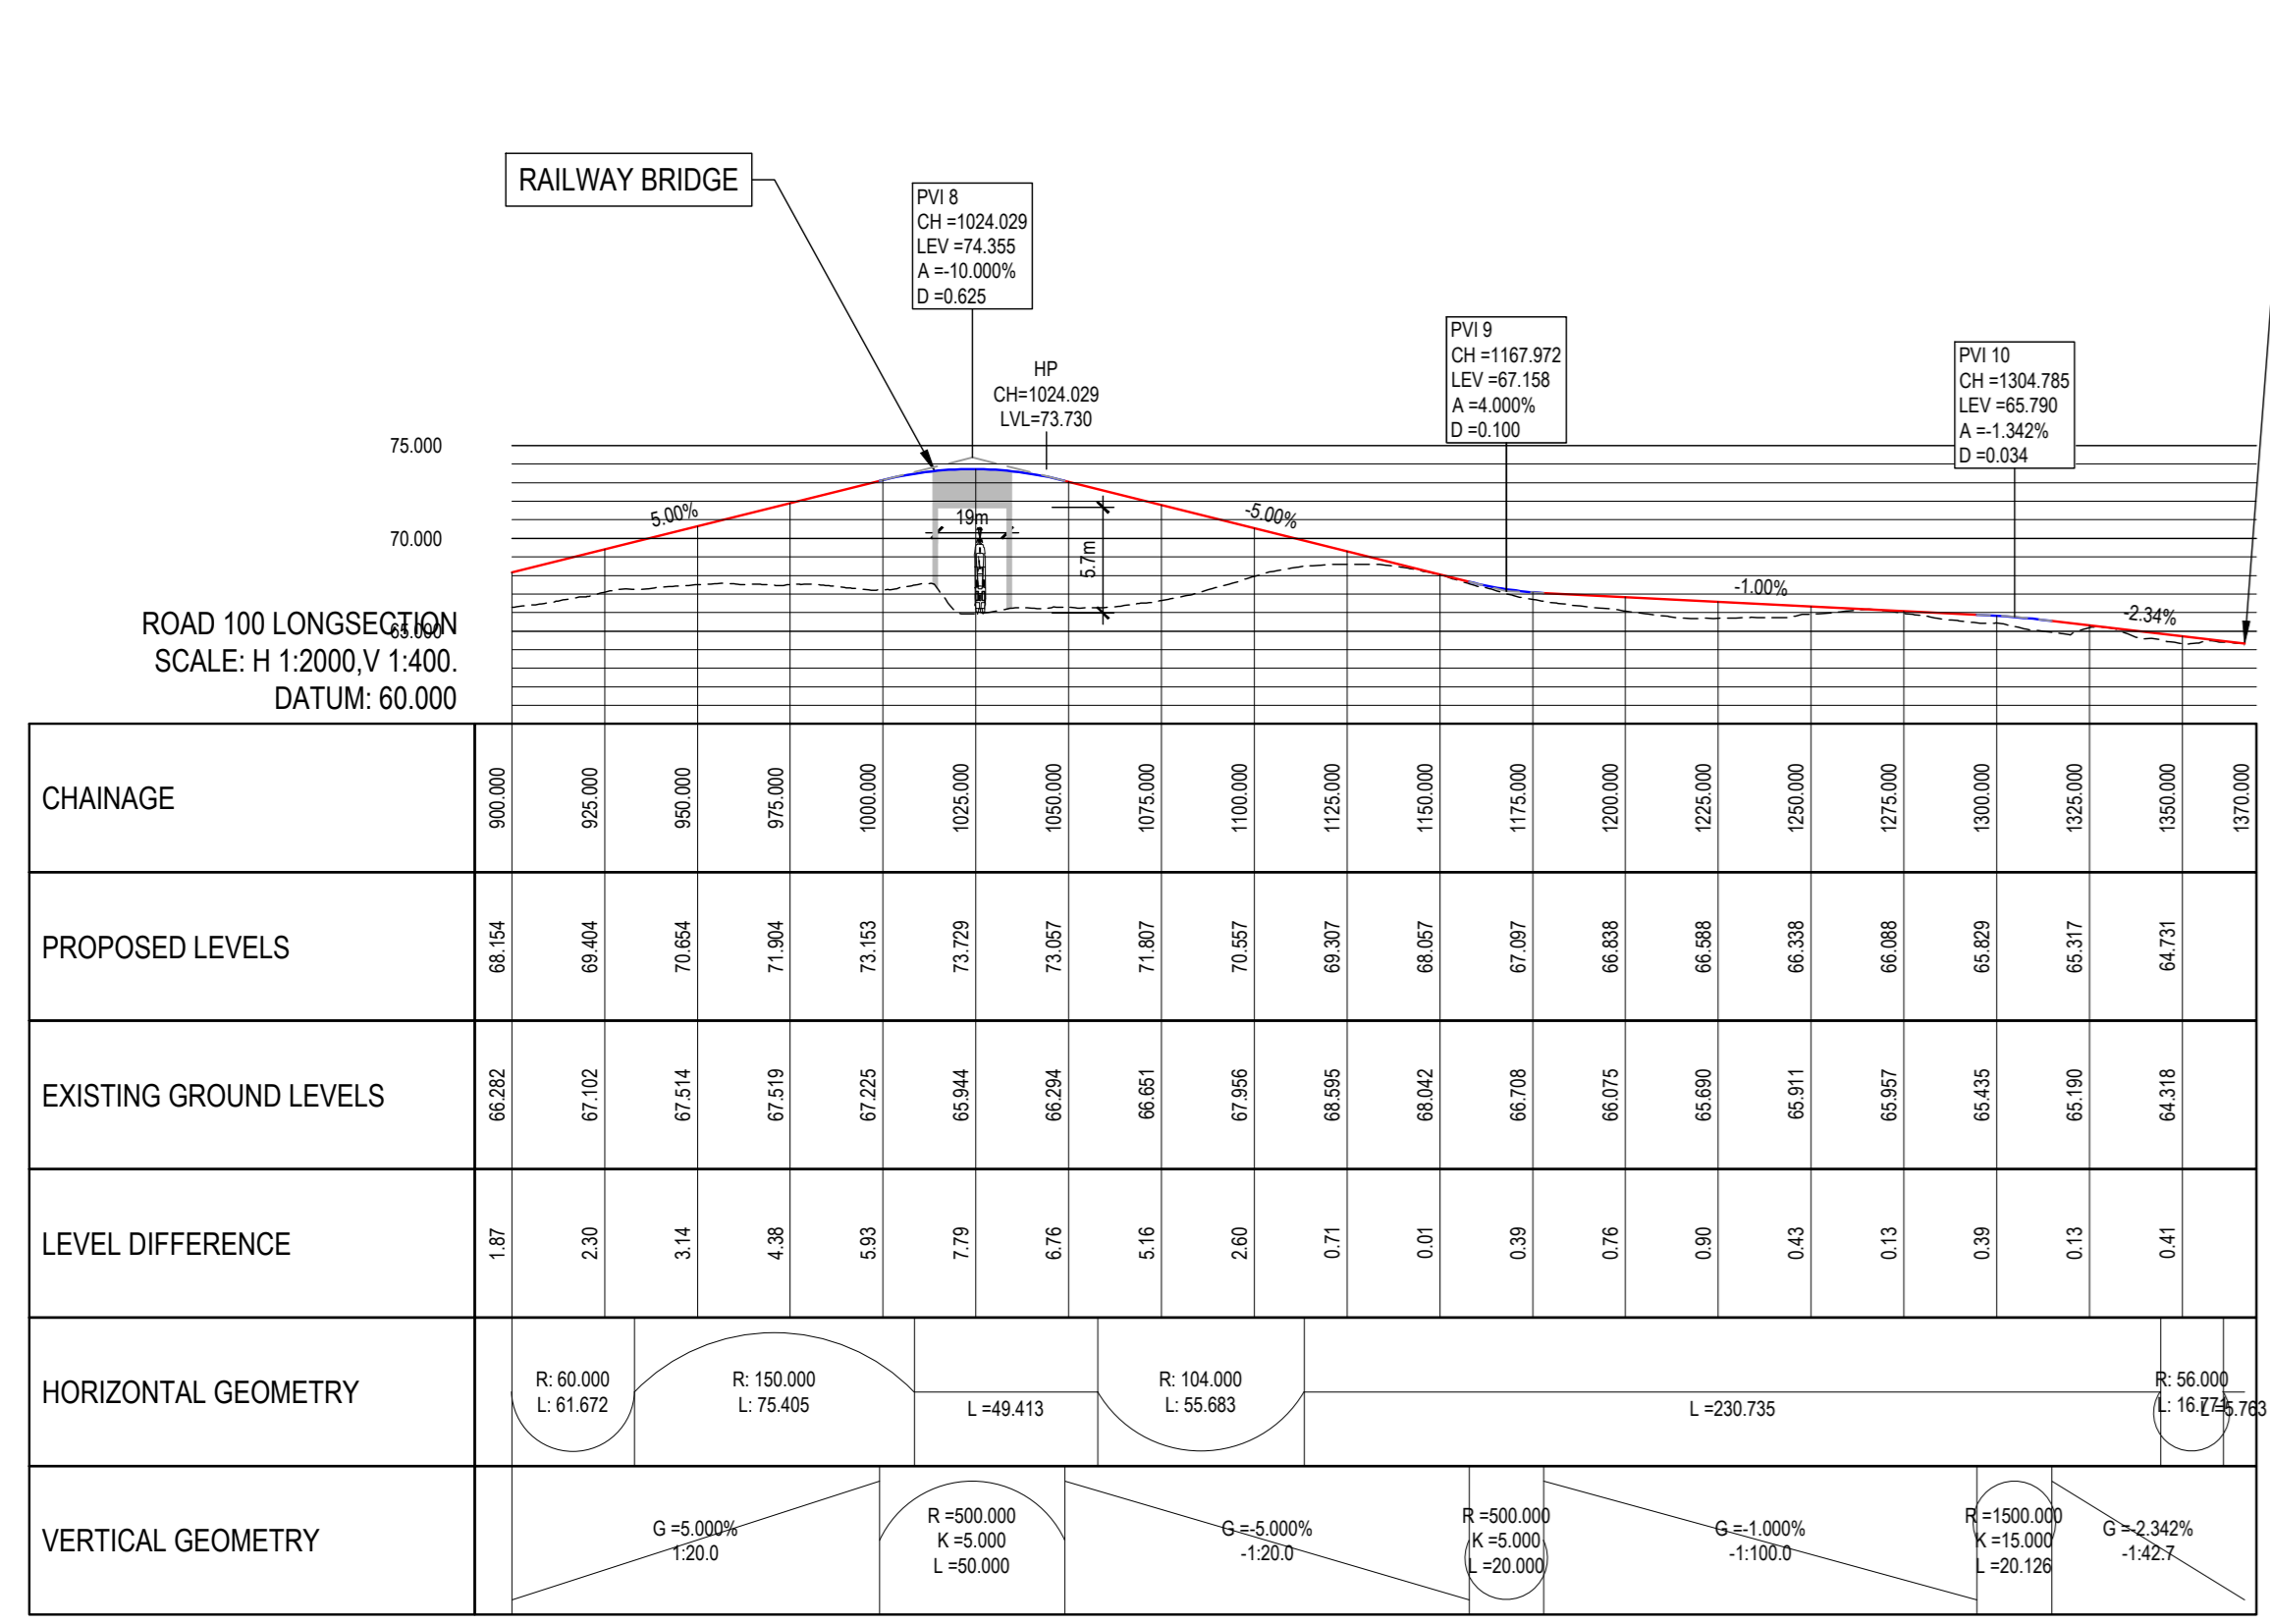 RAILWAY BRIDGE
PVI 8
CH =1024.029
LEV =74.355
A =-10.000%
D =0.625
HP
CH=1024.029
LVL=73.730
PVI 9
CH =1167.972
LEV =67.158
A =4.000%
D =0.100
PVI 10
CH =1304.785
LEV =65.790
A =-1.342%
D =0.034
75.000
70.000
65.000
5.00%
19m
5.7m
-5.00%
-1.00%
-2.34%
ROAD 100 LONGSECTION
SCALE: H 1:2000,V 1:400.
DATUM: 60.000
CHAINAGE
900.000 925.000 950.000 975.000 1000.000 1025.000 1050.000 1075.000 1100.000 1125.000 1150.000 1175.000 1200.000 1225.000 1250.000 1275.000 1300.000 1325.000 1350.000 1370.000
PROPOSED LEVELS
68.154 69.404 70.654 71.904 73.153 73.729 73.057 71.807 70.557 69.307 68.057 67.097 66.838 66.588 66.338 66.088 65.829 65.317 64.731
EXISTING GROUND LEVELS
66.282 67.102 67.514 67.519 67.225 65.944 66.294 66.651 67.956 68.595 68.042 66.708 66.075 65.690 65.911 65.957 65.435 65.190 64.318
LEVEL DIFFERENCE
1.87 2.30 3.14 4.38 5.93 7.79 6.76 5.16 2.60 0.71 0.01 0.39 0.76 0.90 0.43 0.13 0.39 0.13 0.41
HORIZONTAL GEOMETRY
R: 60.000
L: 61.672
R: 150.000
L: 75.405
L =49.413
R: 104.000
L: 55.683
L =230.735
R: 56.000
L: 16.771
L =5.763
VERTICAL GEOMETRY
G =5.000%
1:20.0
R =500.000
K =5.000
L =50.000
G =-5.000%
-1:20.0
R =500.000
K =5.000
L =20.000
G =-1.000%
-1:100.0
R =1500.000
K =15.000
L =20.126
G =-2.342%
-1:42.7